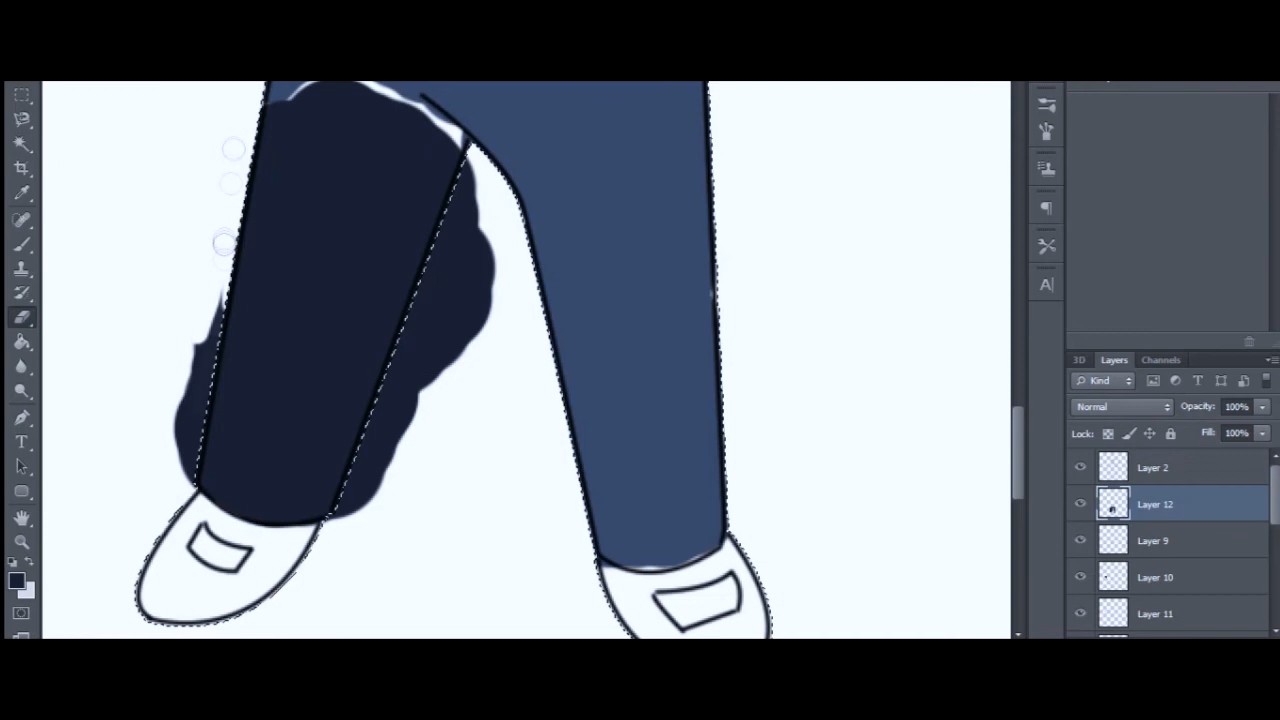 3D Layers Channels
Kind
Normal Opacity: 100%
Lock: Fill: 100%
Layer 2
Layer 12
Layer 9
Layer 10
Layer 11